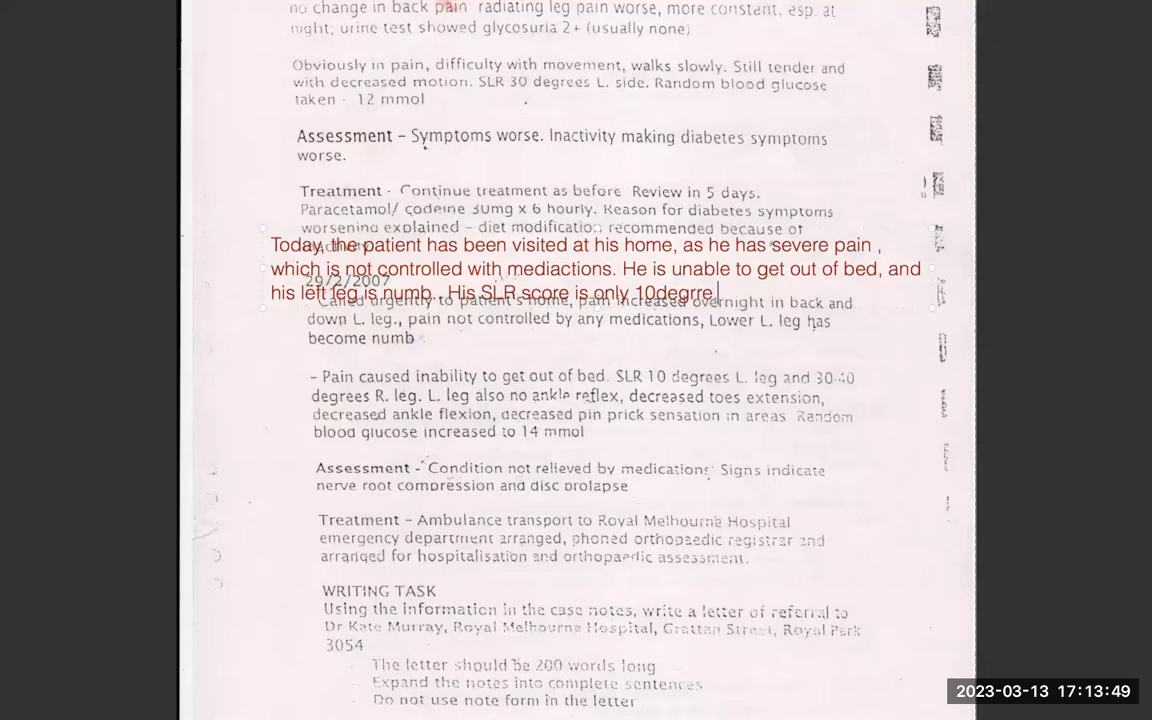 no change in back pain radiating leg pain worse, more constant, esp. at
night; urine test showed glycosuria 2+ (usually none)
Obviously in pain, difficulty with movement, walks slowly. Still tender and
with decreased motion. SLR 30 degrees L. side. Random blood glucose
taken - 12 mmol
Assessment – Symptoms worse. Inactivity making diabetes symptoms
worse.
Treatment - Continue treatment as before Review in 5 days.
Paracetamol/ codeine 30mg x 6 hourly. Reason for diabetes symptoms
worsening explained – diet modification recommended because of
Today, the patient has been visited at his home, as he has severe pain ,
which is not controlled with mediactions. He is unable to get out of bed, and
29/2/2007
his left leg is numb.. His SLR score is only 10degrre
Called urgently to patient's home, pain increased overnight in back and
down L. leg., pain not controlled by any medications, Lower L. leg has
become numb
- Pain caused inability to get out of bed. SLR 10 degrees L. leg and 30-40
degrees R. leg. L. leg also no ankle reflex, decreased toes extension,
decreased ankle flexion, decreased pin prick sensation in areas Random
blood glucose increased to 14 mmol
Assessment - Condition not relieved by medications Signs indicate
nerve root compression and disc prolapse
Treatment – Ambulance transport to Royal Melbourne Hospital
emergency department arranged, phoned orthopaedic registrar and
arranged for hospitalisation and orthopaedic assessment.
WRITING TASK
Using the information in the case notes, write a letter of referral to
Dr Kate Murray, Royal Melbourne Hospital, Grattan Street, Royal Park
3054
The letter should be 200 words long
Expand the notes into complete sentences
Do not use note form in the letter
2023-03-13 17:13:49